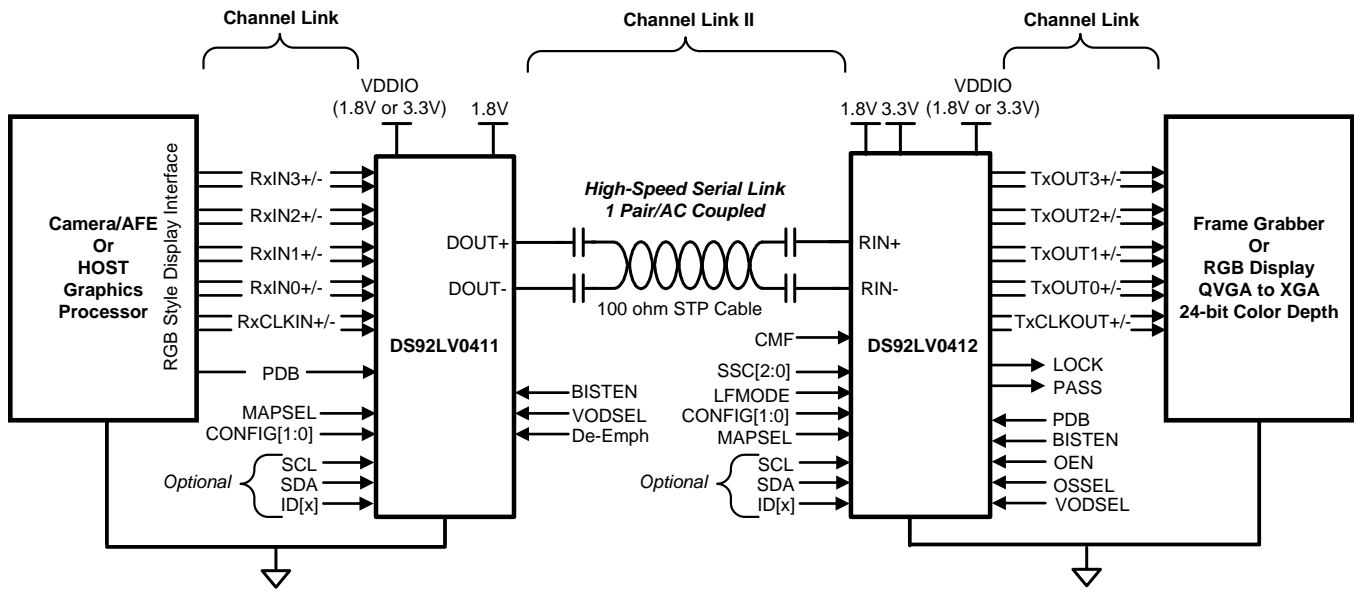 Channel Link
Channel Link II
Channel Link
VDDIO
(1.8V or 3.3V)
1.8V
1.8V 3.3V
VDDIO
(1.8V or 3.3V)
Camera/AFE
Or
HOST
Graphics
Processor
RGB Style Display Interface
RxIN3+/-
RxIN2+/-
RxIN1+/-
RxIN0+/-
RxCLKIN+/-
PDB
MAPSEL
CONFIG[1:0]
Optional
SCL
SDA
ID[x]
DS92LV0411
DOUT+
DOUT-
BISTEN
VODSEL
De-Emph
High-Speed Serial Link
1 Pair/AC Coupled
100 ohm STP Cable
RIN+
RIN-
DS92LV0412
CMF
SSC[2:0]
LFMODE
CONFIG[1:0]
MAPSEL
Optional
SCL
SDA
ID[x]
TxOUT3+/-
TxOUT2+/-
TxOUT1+/-
TxOUT0+/-
TxCLKOUT+/-
LOCK
PASS
PDB
BISTEN
OEN
OSSEL
VODSEL
Frame Grabber
Or
RGB Display
QVGA to XGA
24-bit Color Depth